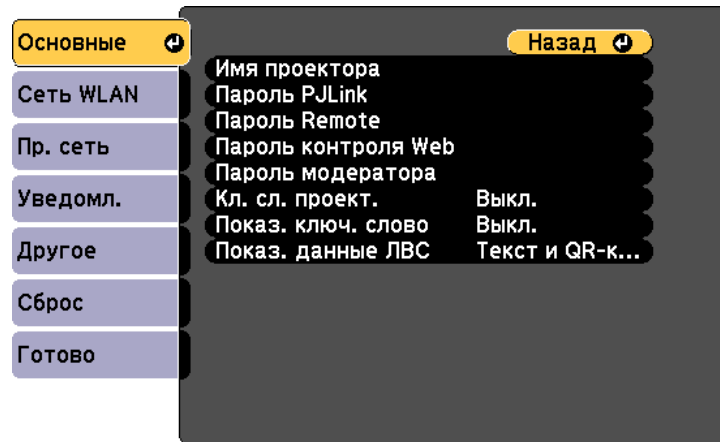 Основные
Сеть WLAN
Пр. сеть
Уведомл.
Другое
Сброс
Готово
Назад
Имя проектора
Пароль PJLink
Пароль Remote
Пароль контроля Web
Пароль модератора
Кл. сл. проект. Выкл.
Показ. ключ. слово Выкл.
Показ. данные ЛВС Текст и QR-к...